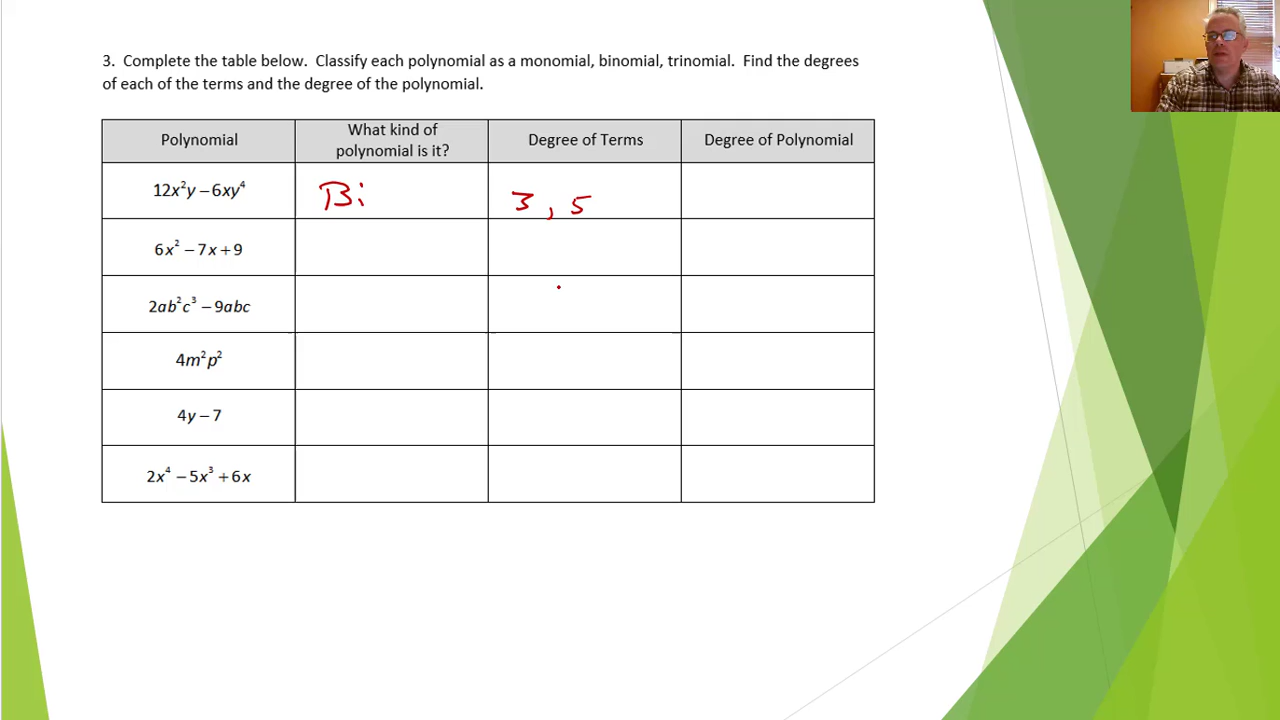 3. Complete the table below. Classify each polynomial as a monomial, binomial, trinomial. Find the degrees
of each of the terms and the degree of the polynomial.
Polynomial What kind of polynomial is it? Degree of Terms Degree of Polynomial
12x²y – 6xy⁴ Bi 3, 5
6x² – 7x + 9
2ab²c³ – 9abc
4m²p²
4y – 7
2x⁴ – 5x³ + 6x